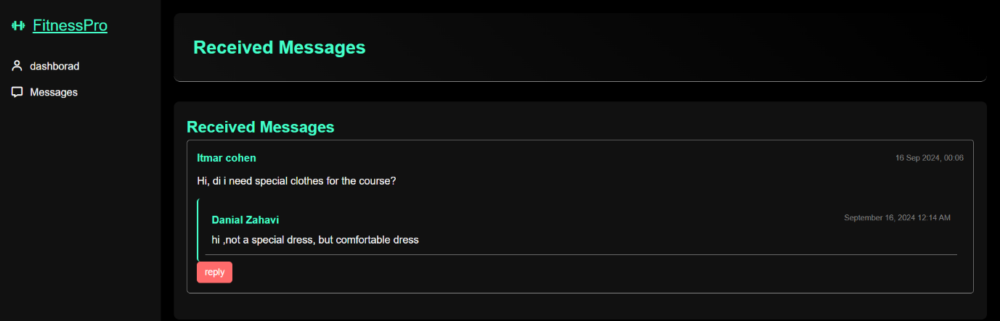 FitnessPro
dashborad
Messages
Received Messages
Received Messages
Itmar cohen
16 Sep 2024, 00:06
Hi, di i need special clothes for the course?
Danial Zahavi
September 16, 2024 12:14 AM
hi ,not a special dress, but comfortable dress
reply